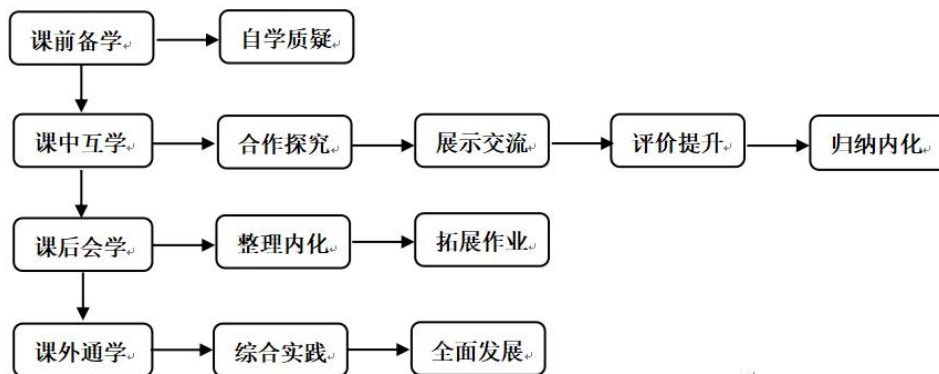 课前备学 自学质疑
课中互学 合作探究 展示交流 评价提升 归纳内化
课后会学 整理内化 拓展作业
课外通学 综合实践 全面发展